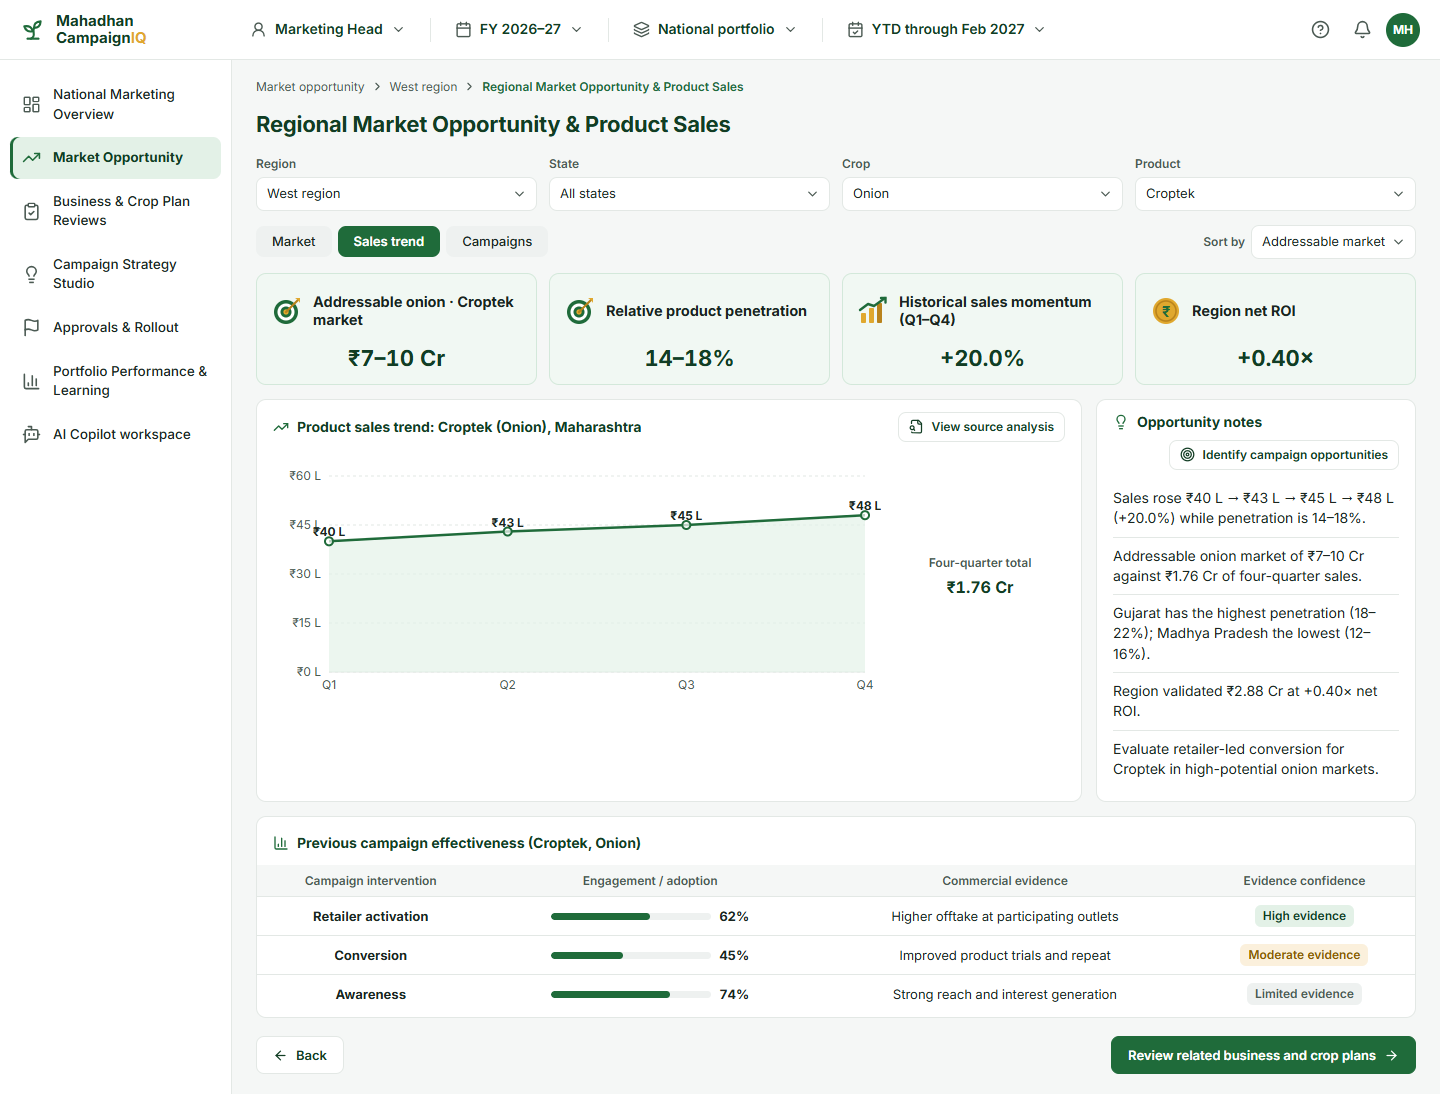 Mahadhan
CampaignIQ
Marketing Head
FY 2026–27
National portfolio
YTD through Feb 2027
MH
National Marketing
Overview
Market Opportunity
Business & Crop Plan
Reviews
Campaign Strategy
Studio
Approvals & Rollout
Portfolio Performance &
Learning
AI Copilot workspace
Market opportunity > West region > Regional Market Opportunity & Product Sales
Regional Market Opportunity & Product Sales
Region
State
Crop
Product
West region
All states
Onion
Croptek
Market
Sales trend
Campaigns
Sort by
Addressable market
Addressable onion · Croptek
market
₹7–10 Cr
Relative product penetration
14–18%
Historical sales momentum
(Q1–Q4)
+20.0%
₹
Region net ROI
+0.40×
Product sales trend: Croptek (Onion), Maharashtra
View source analysis
₹60 L
₹45 L
₹30 L
₹15 L
₹0 L
₹40 L
₹43 L
₹45 L
₹48 L
Q1
Q2
Q3
Q4
Four-quarter total
₹1.76 Cr
Opportunity notes
Identify campaign opportunities
Sales rose ₹40 L → ₹43 L → ₹45 L → ₹48 L
(+20.0%) while penetration is 14–18%.
Addressable onion market of ₹7–10 Cr
against ₹1.76 Cr of four-quarter sales.
Gujarat has the highest penetration (18–
22%); Madhya Pradesh the lowest (12–
16%).
Region validated ₹2.88 Cr at +0.40× net
ROI.
Evaluate retailer-led conversion for
Croptek in high-potential onion markets.
Previous campaign effectiveness (Croptek, Onion)
Campaign intervention
Engagement / adoption
Commercial evidence
Evidence confidence
Retailer activation
62%
Higher offtake at participating outlets
High evidence
Conversion
45%
Improved product trials and repeat
Moderate evidence
Awareness
74%
Strong reach and interest generation
Limited evidence
← Back
Review related business and crop plans →